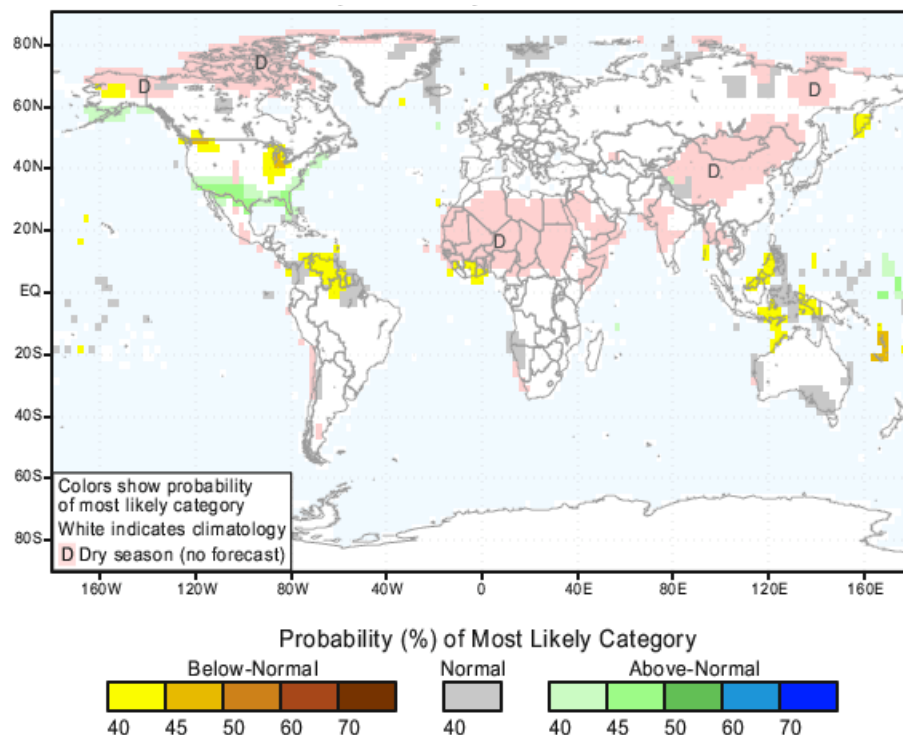 80N
60N
40N
20N
EQ
20S
40S
60S
80S
D
D
D
D
D
Colors show probability
of most likely category
White indicates climatology
D Dry season (no forecast)
160W 120W 80W 40W 0 40E 80E 120E 160E
Probability (%) of Most Likely Category
Below-Normal Normal Above-Normal
40 45 50 60 70 40 40 45 50 60 70